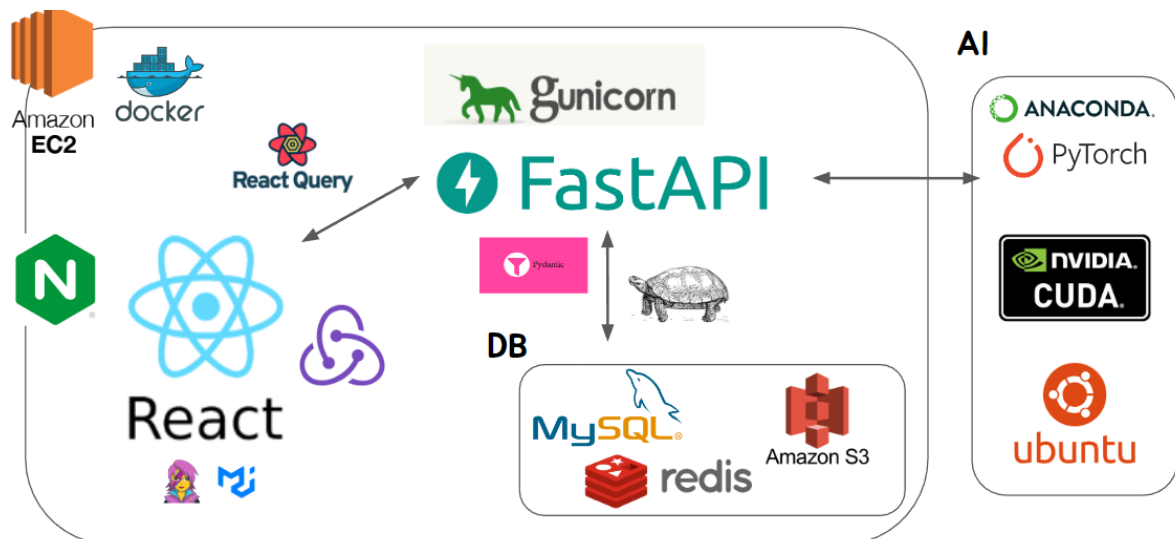 AI
Amazon
EC2
docker
gunicorn
ANACONDA.
PyTorch
React Query
FastAPI
N
®
Pydantic
nVIDIA.
CUDA.
DB
React
MySQL®
redis
Amazon S3
ubuntu